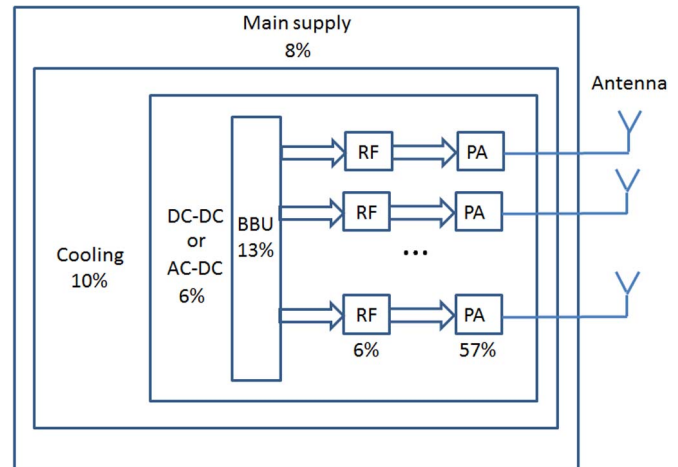 Main supply
8%
Antenna
RF
PA
DC-DC
or
AC-DC
6%
BBU
13%
RF
PA
...
Cooling
10%
RF
PA
6%
57%